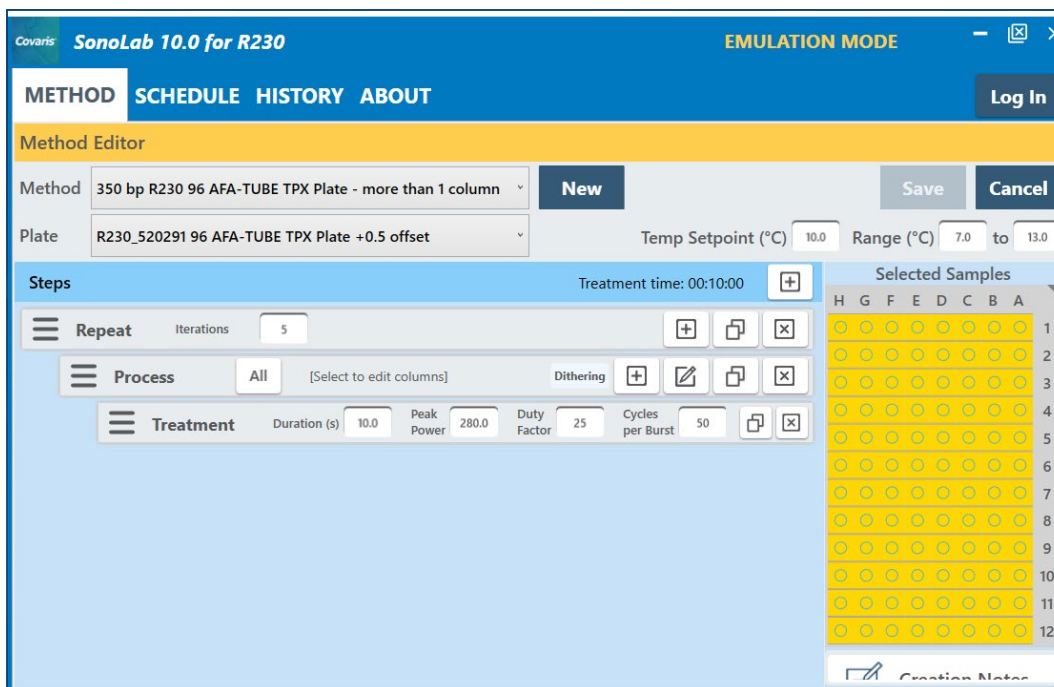 Covaris SonoLab 10.0 for R230 EMULATION MODE
METHOD SCHEDULE HISTORY ABOUT Log In
Method Editor
Method 350 bp R230 96 AFA-TUBE TPX Plate - more than 1 column New Save Cancel
Plate R230_520291 96 AFA-TUBE TPX Plate +0.5 offset Temp Setpoint (°C) 10.0 Range (°C) 7.0 to 13.0
Steps Treatment time: 00:10:00 Selected Samples
H G F E D C B A
Repeat Iterations 5
Process All [Select to edit columns] Dithering
Treatment Duration (s) 10.0 Peak Power 280.0 Duty Factor 25 Cycles per Burst 50
1
2
3
4
5
6
7
8
9
10
11
12
Creation Notes